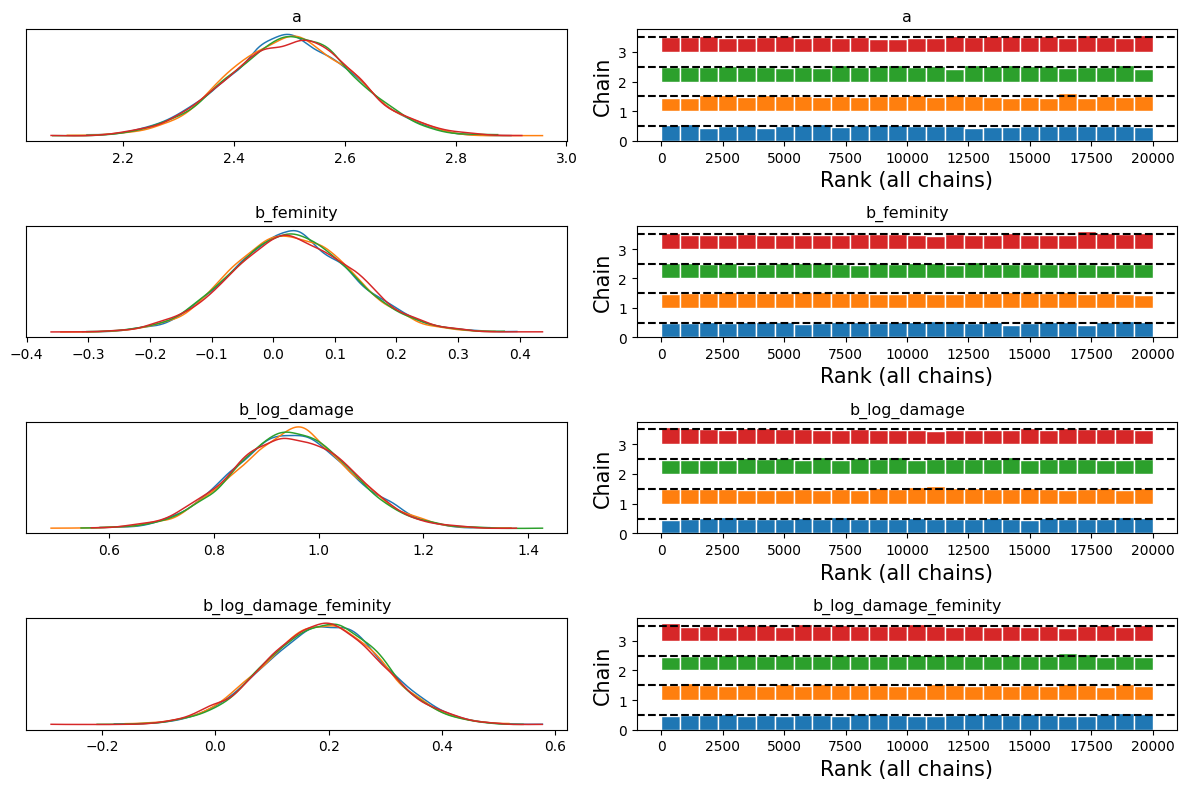 a
a
2.2 2.4 2.6 2.8 3.0
Chain
3
2
1
0
0 2500 5000 7500 10000 12500 15000 17500 20000
Rank (all chains)
b_feminity
b_feminity
−0.4 −0.3 −0.2 −0.1 0.0 0.1 0.2 0.3 0.4
Chain
3
2
1
0
0 2500 5000 7500 10000 12500 15000 17500 20000
Rank (all chains)
b_log_damage
b_log_damage
0.6 0.8 1.0 1.2 1.4
Chain
3
2
1
0
0 2500 5000 7500 10000 12500 15000 17500 20000
Rank (all chains)
b_log_damage_feminity
b_log_damage_feminity
−0.2 0.0 0.2 0.4 0.6
Chain
3
2
1
0
0 2500 5000 7500 10000 12500 15000 17500 20000
Rank (all chains)